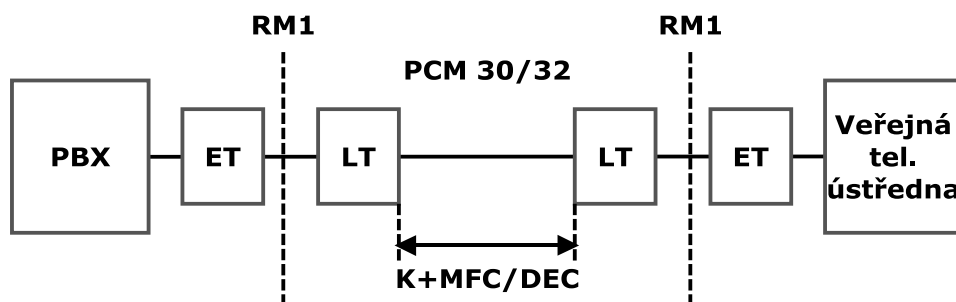 RM1
RM1
PCM 30/32
PBX
ET
LT
LT
ET
Veřejná
tel.
ústředna
K+MFC/DEC